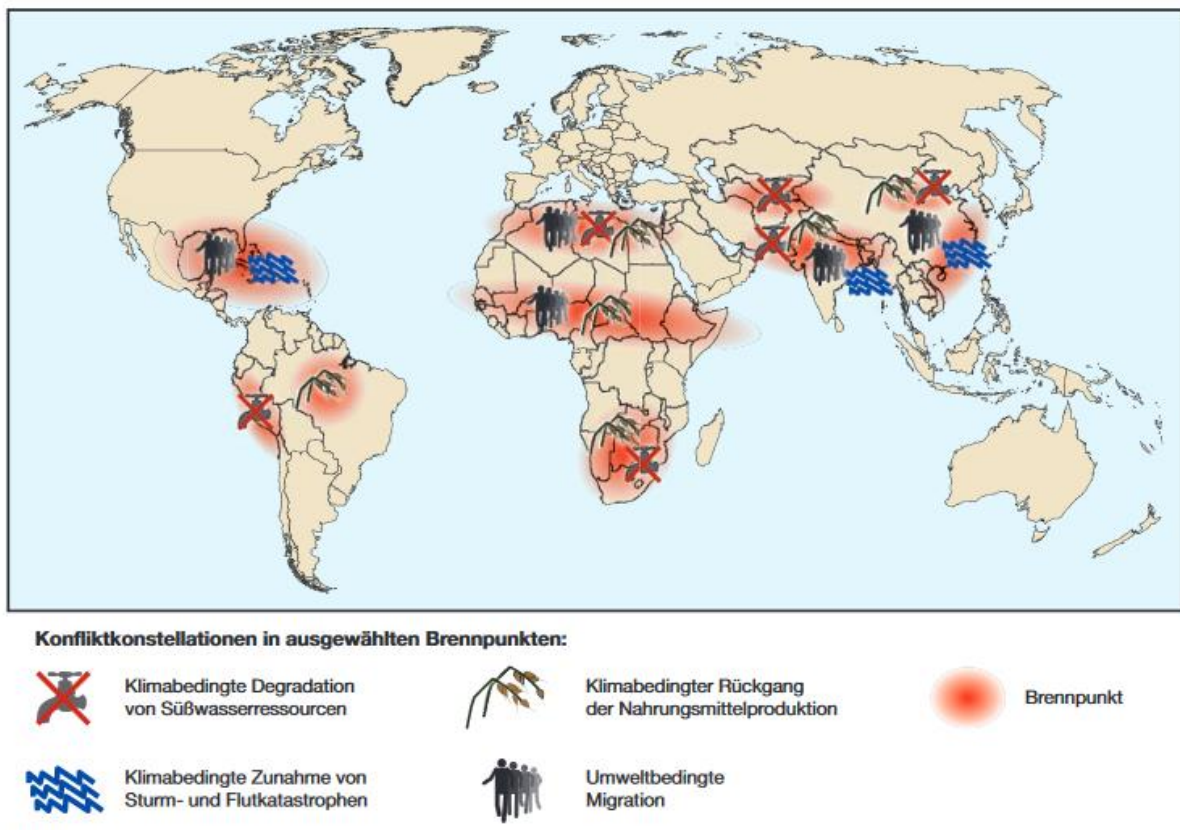 Konfliktkonstellationen in ausgewählten Brennpunkten:
Klimabedingte Degradation
von Süßwasserressourcen
Klimabedingter Rückgang
der Nahrungsmittelproduktion
Brennpunkt
Klimabedingte Zunahme von
Sturm- und Flutkatastrophen
Umweltbedingte
Migration